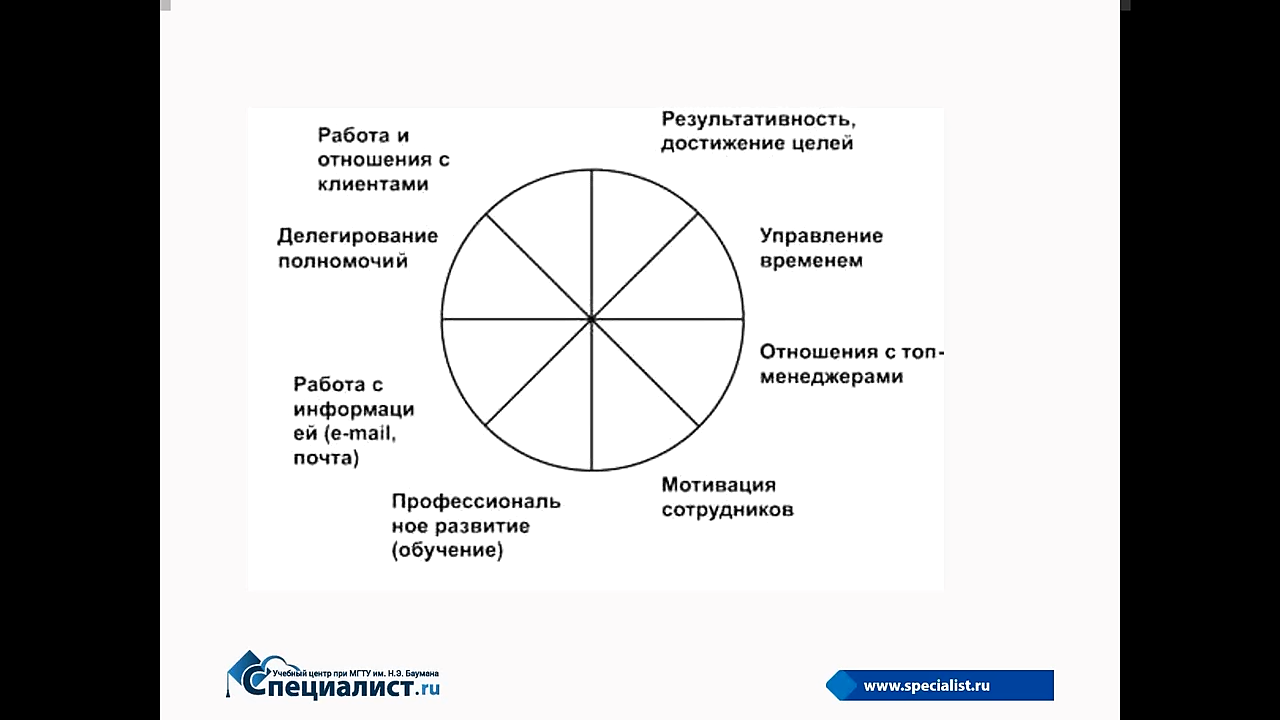 Результативность,
достижение целей
Работа и
отношения с
клиентами
Делегирование
полномочий
Управление
временем
Отношения с топ-
менеджерами
Работа с
информаци
ей (e-mail,
почта)
Мотивация
сотрудников
Профессиональ
ное развитие
(обучение)
Учебный центр при МГТУ им. Н.Э. Баумана
Специалист.ru
www.specialist.ru